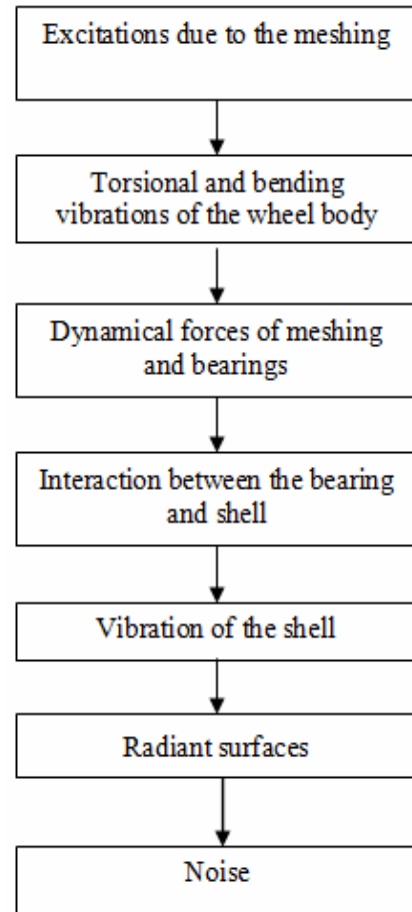 Excitations due to the meshing
Torsional and bending
vibrations of the wheel body
Dynamical forces of meshing
and bearings
Interaction between the bearing
and shell
Vibration of the shell
Radiant surfaces
Noise